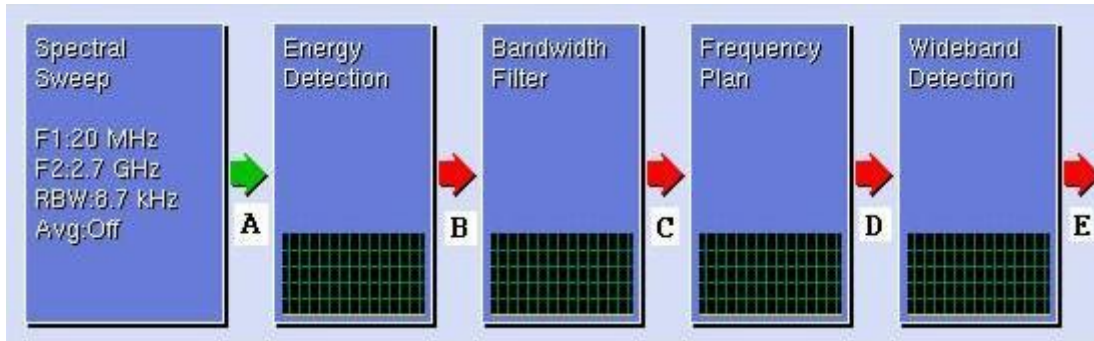 Spectral
Sweep
F1:20 MHz
F2:2.7 GHz
RBW:8.7 kHz
Avg:Off
A
Energy
Detection
B
Bandwidth
Filter
C
Frequency
Plan
D
Wideband
Detection
E